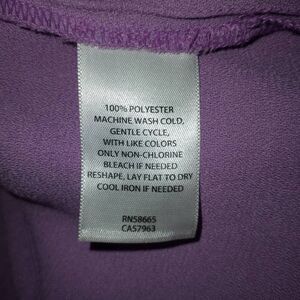 100% POLYESTER
MACHINE WASH COLD,
GENTLE CYCLE,
WITH LIKE COLORS
ONLY NON-CHLORINE
BLEACH IF NEEDED
RESHAPE, LAY FLAT TO DRY
COOL IRON IF NEEDED
RN58665
CA57963